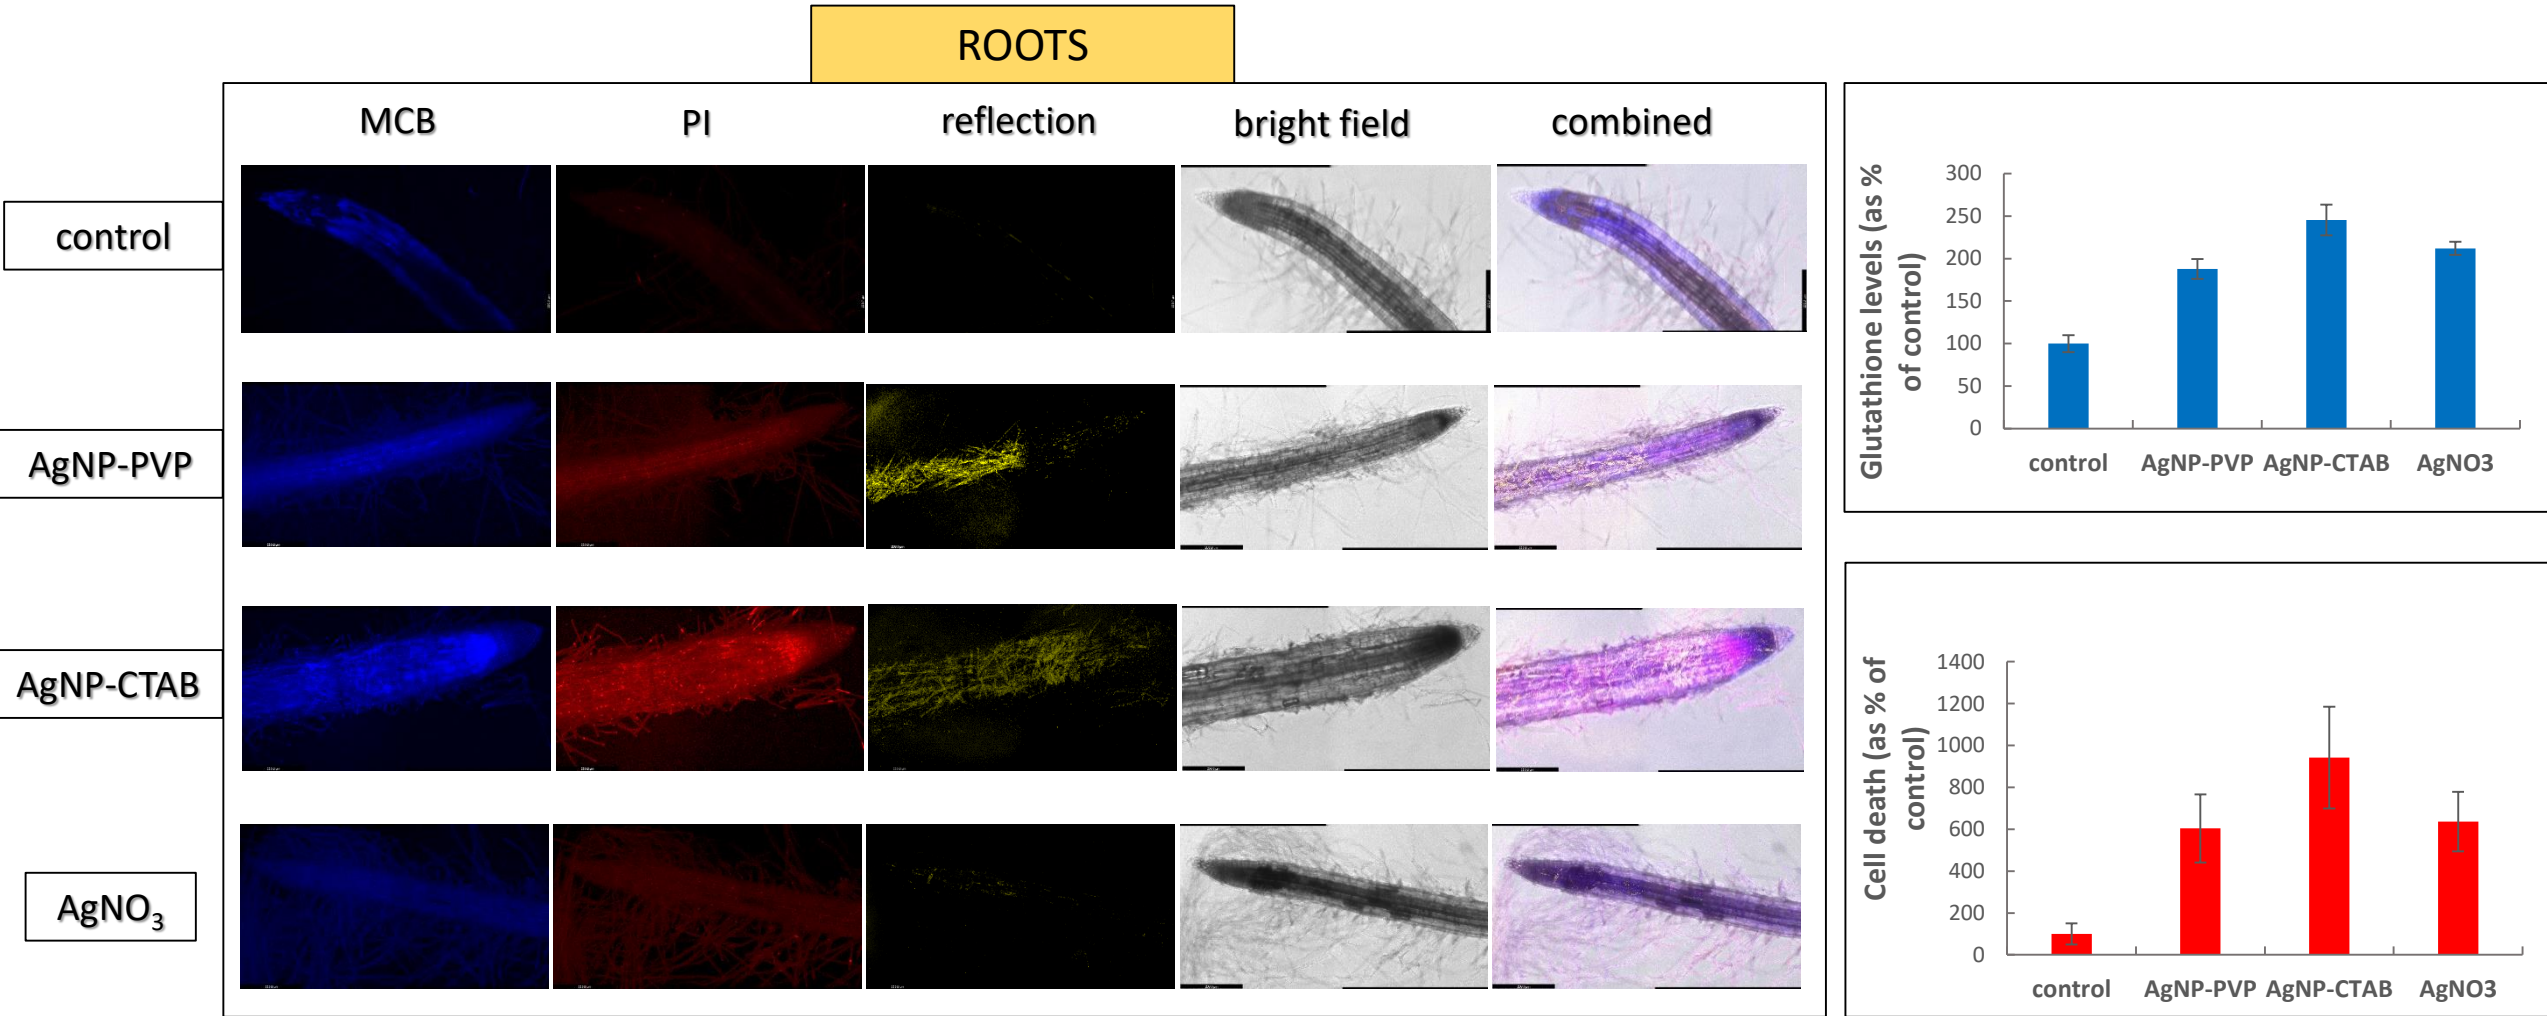 ROOTS
MCB PI reflection bright field combined
control
AgNP-PVP
AgNP-CTAB
AgNO3
Glutathione levels (as %
of control)
300
250
200
150
100
50
0
control AgNP-PVP AgNP-CTAB AgNO3
Cell death (as % of
control)
1400
1200
1000
800
600
400
200
0
control AgNP-PVP AgNP-CTAB AgNO3